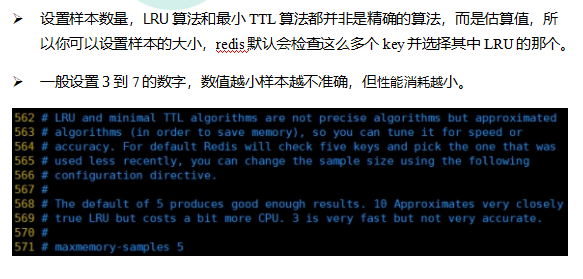 ➢ 设置样本数量，LRU 算法和最小 TTL 算法都并非是精确的算法，而是估算值，所
以你可以设置样本的大小，redis默认会检查这么多个 key 并选择其中 LRU 的那个。
➢ 一般设置 3 到 7 的数字，数值越小样本越不准确，但性能消耗越小。
562 # LRU and minimal TTL algorithms are not precise algorithms but approximated
563 # algorithms (in order to save memory), so you can tune it for speed or
564 # accuracy. For default Redis will check five keys and pick the one that was
565 # used less recently, you can change the sample size using the following
566 # configuration directive.
567 #
568 # The default of 5 produces good enough results. 10 Approximates very closely
569 # true LRU but costs a bit more CPU. 3 is very fast but not very accurate.
570 #
571 # maxmemory-samples 5